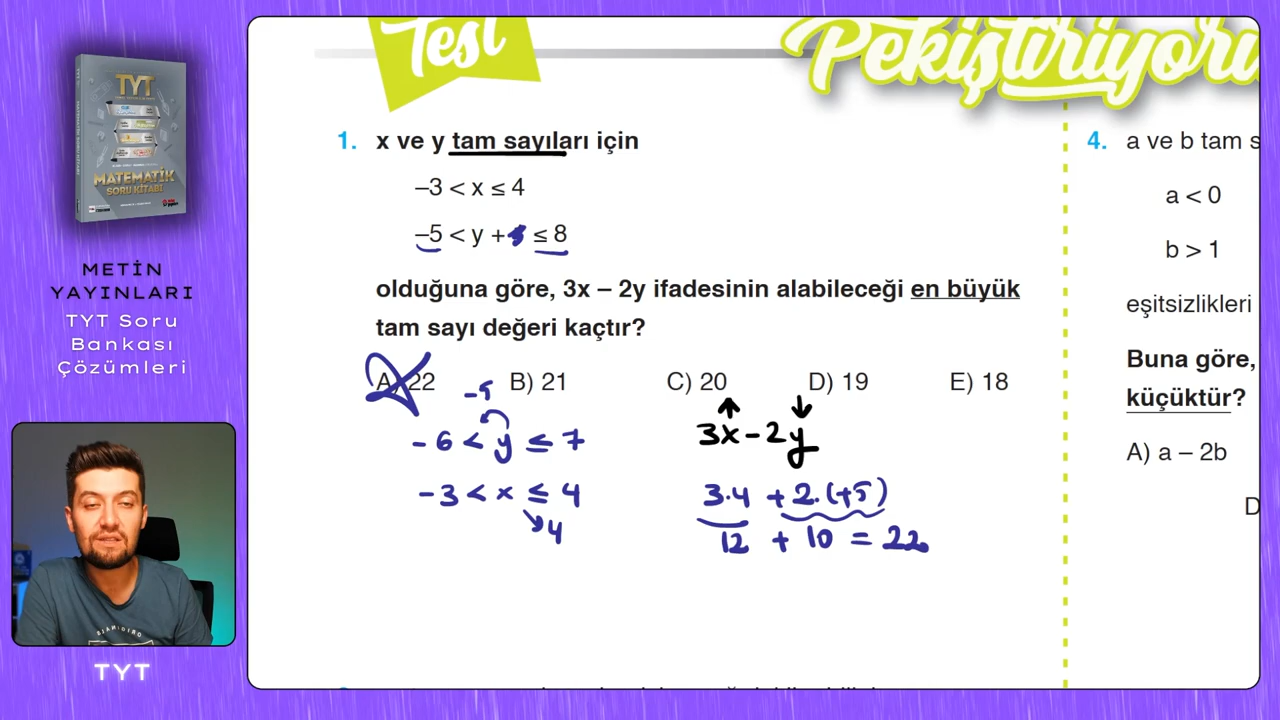 Test
Pekiştiriyoru
TYT
MATEMATİK
SORU KİTABI
METİN
YAYINLARI
TYT Soru
Bankası
Çözümleri
TYT
1. x ve y tam sayıları için
–3 < x ≤ 4
–5 < y + ≤ 8
olduğuna göre, 3x – 2y ifadesinin alabileceği en büyük
tam sayı değeri kaçtır?
A) 22 B) 21 C) 20 D) 19 E) 18
-5
-6 < y ≤ 7
-3 < x ≤ 4
4
3x - 2y
3.4 + 2.(+5)
12 + 10 = 22
4. a ve b tam s
a < 0
b > 1
eşitsizlikleri
Buna göre,
küçüktür?
A) a – 2b
D